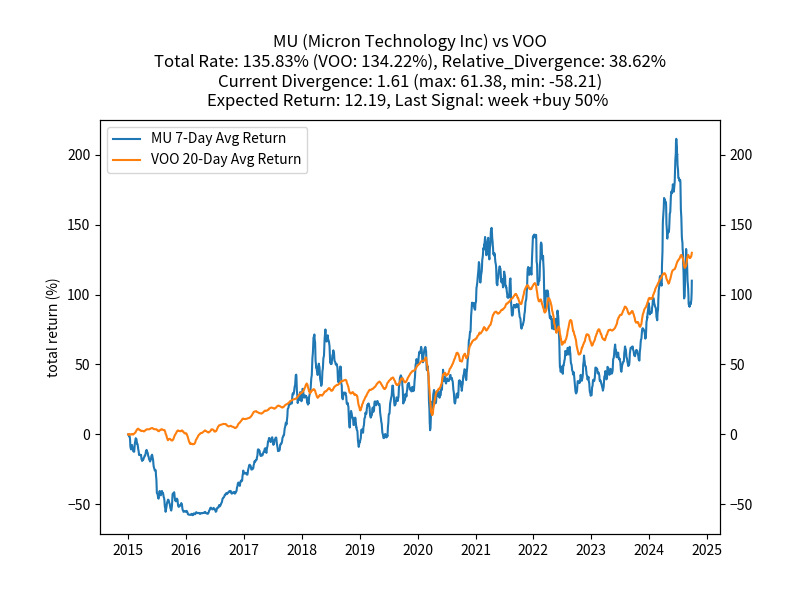 MU (Micron Technology Inc) vs VOO
Total Rate: 135.83% (VOO: 134.22%), Relative_Divergence: 38.62%
Current Divergence: 1.61 (max: 61.38, min: -58.21)
Expected Return: 12.19, Last Signal: week +buy 50%
MU 7-Day Avg Return
VOO 20-Day Avg Return
total return (%)
200
150
100
50
0
−50
200
150
100
50
0
−50
2015 2016 2017 2018 2019 2020 2021 2022 2023 2024 2025